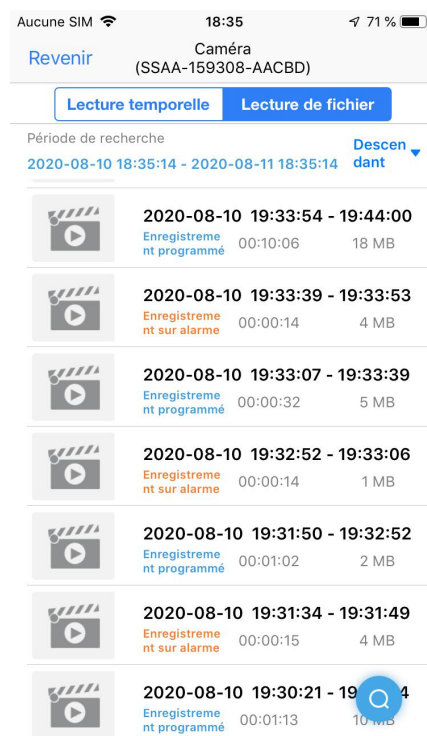 Aucune SIM 18:35 71 %
Revenir Caméra
(SSAA-159308-AACBD)
Lecture temporelle Lecture de fichier
Période de recherche
2020-08-10 18:35:14 - 2020-08-11 18:35:14
Descen
dant
2020-08-10 19:33:54 - 19:44:00
Enregistreme
nt programmé 00:10:06 18 MB
2020-08-10 19:33:39 - 19:33:53
Enregistreme
nt sur alarme 00:00:14 4 MB
2020-08-10 19:33:07 - 19:33:39
Enregistreme
nt programmé 00:00:32 5 MB
2020-08-10 19:32:52 - 19:33:06
Enregistreme
nt sur alarme 00:00:14 1 MB
2020-08-10 19:31:50 - 19:32:52
Enregistreme
nt programmé 00:01:02 2 MB
2020-08-10 19:31:34 - 19:31:49
Enregistreme
nt sur alarme 00:00:15 4 MB
2020-08-10 19:30:21 -
Enregistreme
nt programmé 00:01:13 10 MB